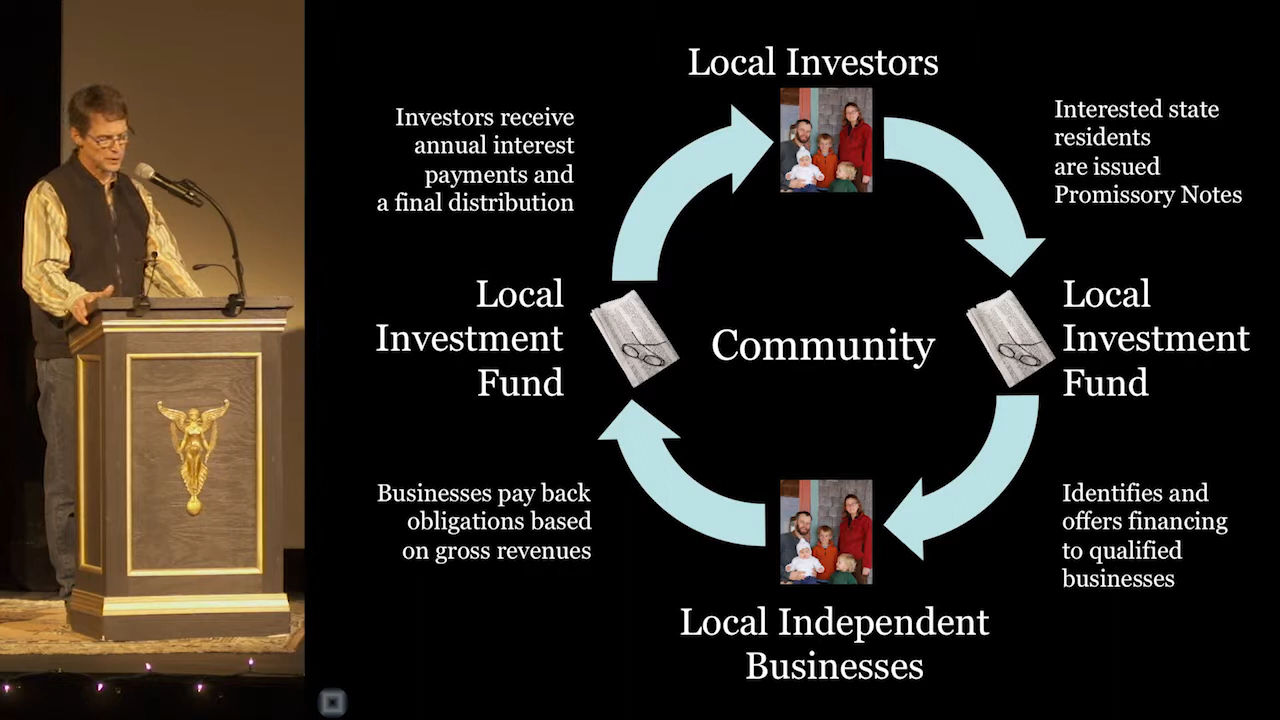 Local Investors
Investors receive
annual interest
payments and
a final distribution
Interested state
residents
are issued
Promissory Notes
Local
Investment
Fund
Community
Local
Investment
Fund
Businesses pay back
obligations based
on gross revenues
Identifies and
offers financing
to qualified
businesses
Local Independent
Businesses